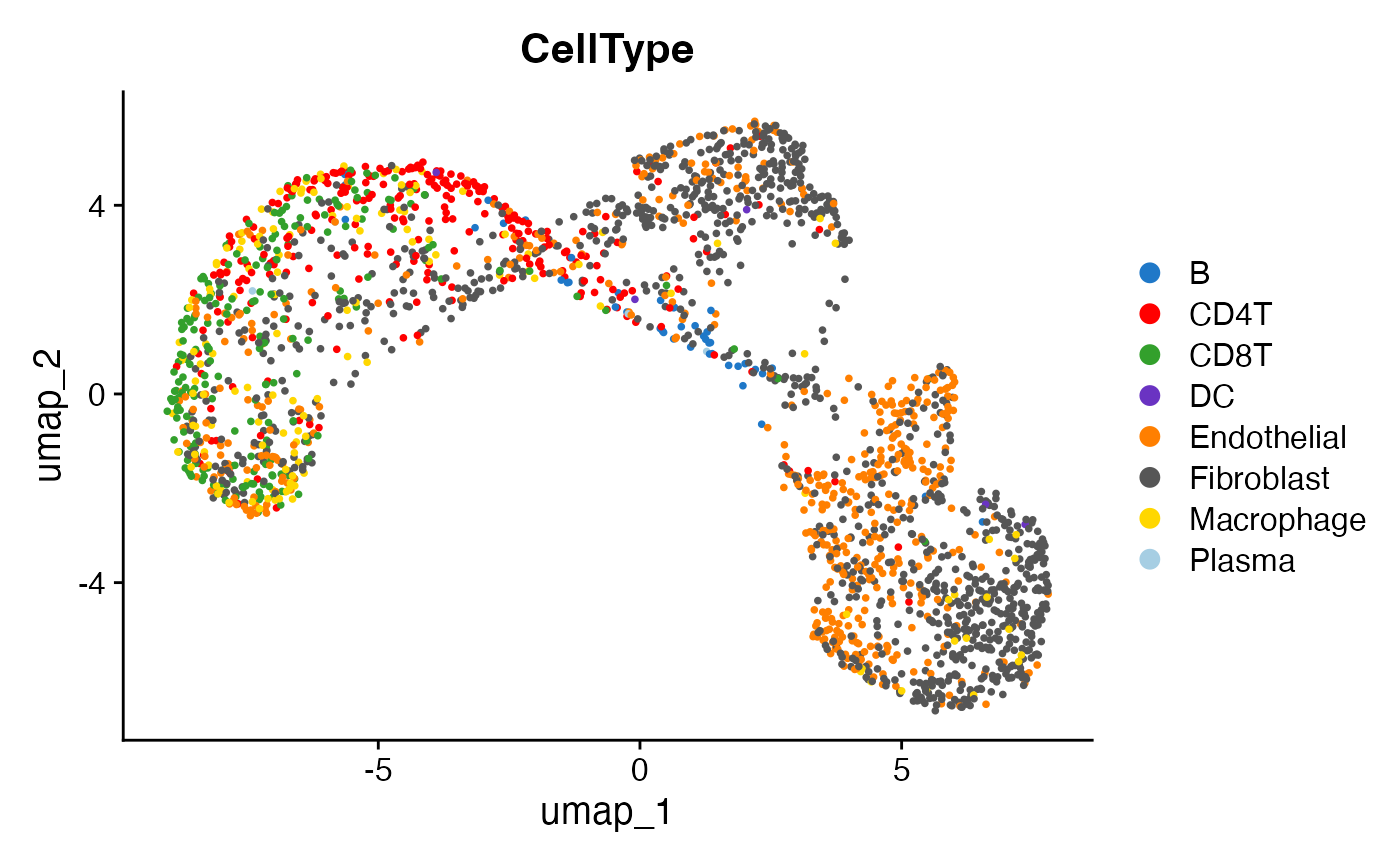 CellType
umap_2
4
0
-4
-5
0
5
umap_1
B
CD4T
CD8T
DC
Endothelial
Fibroblast
Macrophage
Plasma